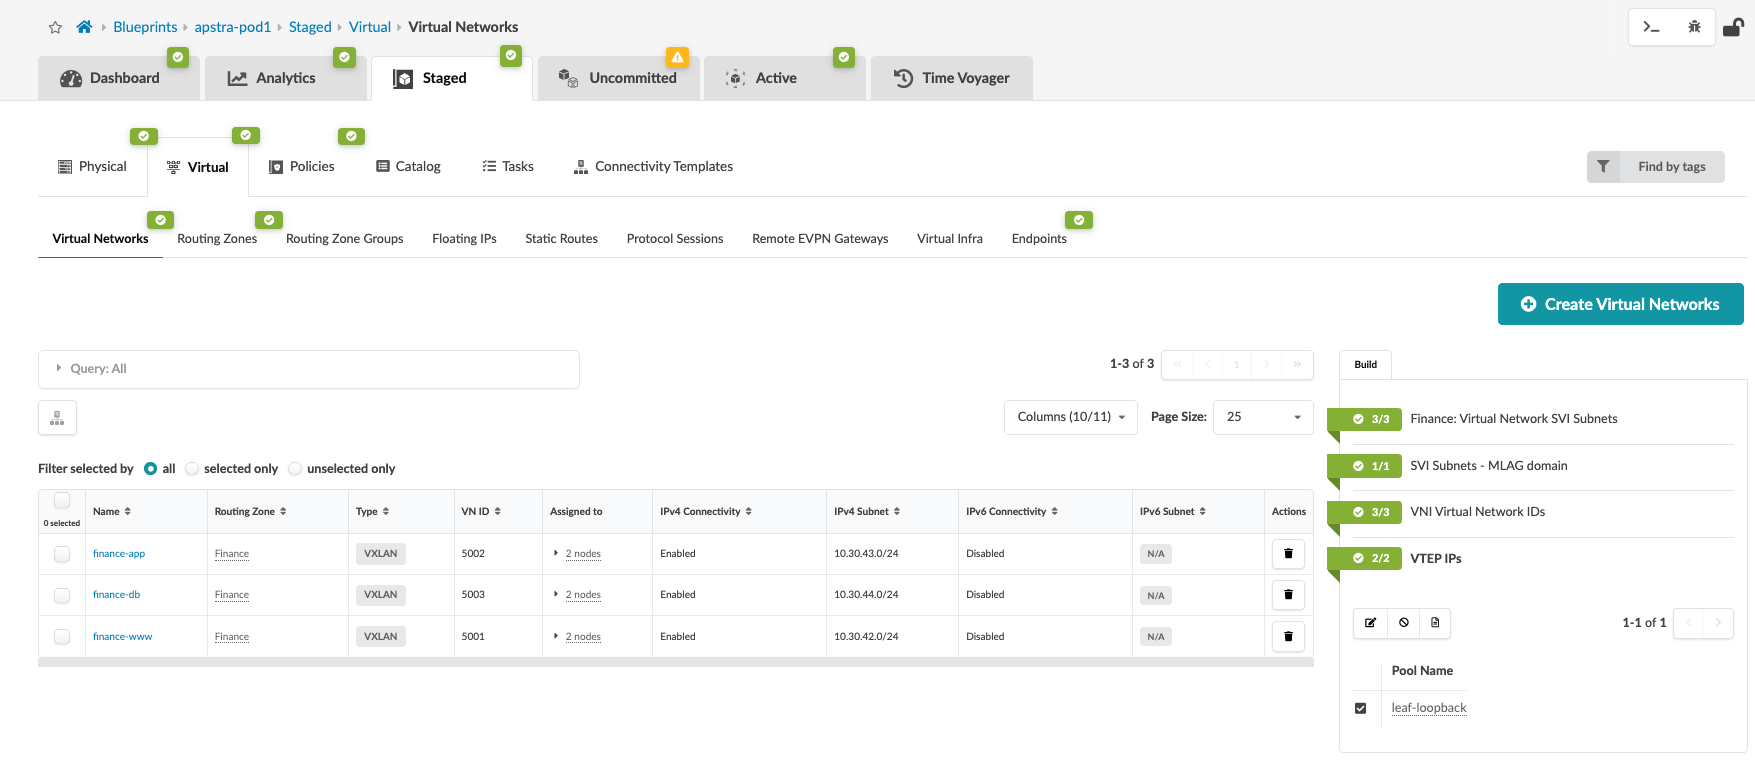 Blueprints apstra-pod1 Staged Virtual Virtual Networks
Dashboard Analytics Staged Uncommitted Active Time Voyager
Physical Virtual Policies Catalog Tasks Connectivity Templates Find by tags
Virtual Networks Routing Zones Routing Zone Groups Floating IPs Static Routes Protocol Sessions Remote EVPN Gateways Virtual Infra Endpoints
Create Virtual Networks
Query: All
1-3 of 3 « ‹ 1 › »
Columns (10/11) Page Size: 25
Filter selected by all selected only unselected only
0 selected Name Routing Zone Type VN ID Assigned to IPv4 Connectivity IPv4 Subnet IPv6 Connectivity IPv6 Subnet Actions
finance-app Finance VXLAN 5002 2 nodes Enabled 10.30.43.0/24 Disabled N/A
finance-db Finance VXLAN 5003 2 nodes Enabled 10.30.44.0/24 Disabled N/A
finance-www Finance VXLAN 5001 2 nodes Enabled 10.30.42.0/24 Disabled N/A
Build
3/3 Finance: Virtual Network SVI Subnets
1/1 SVI Subnets - MLAG domain
3/3 VNI Virtual Network IDs
2/2 VTEP IPs
1-1 of 1
Pool Name
leaf-loopback